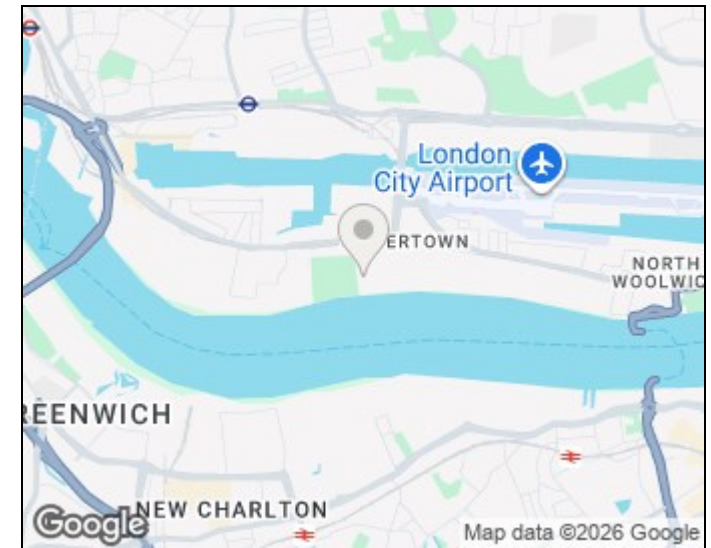 London
City Airport
ERTOWN
NORTH
WOOLWIC
REENWICH
NEW CHARLTON
Google
Map data ©2026 Google